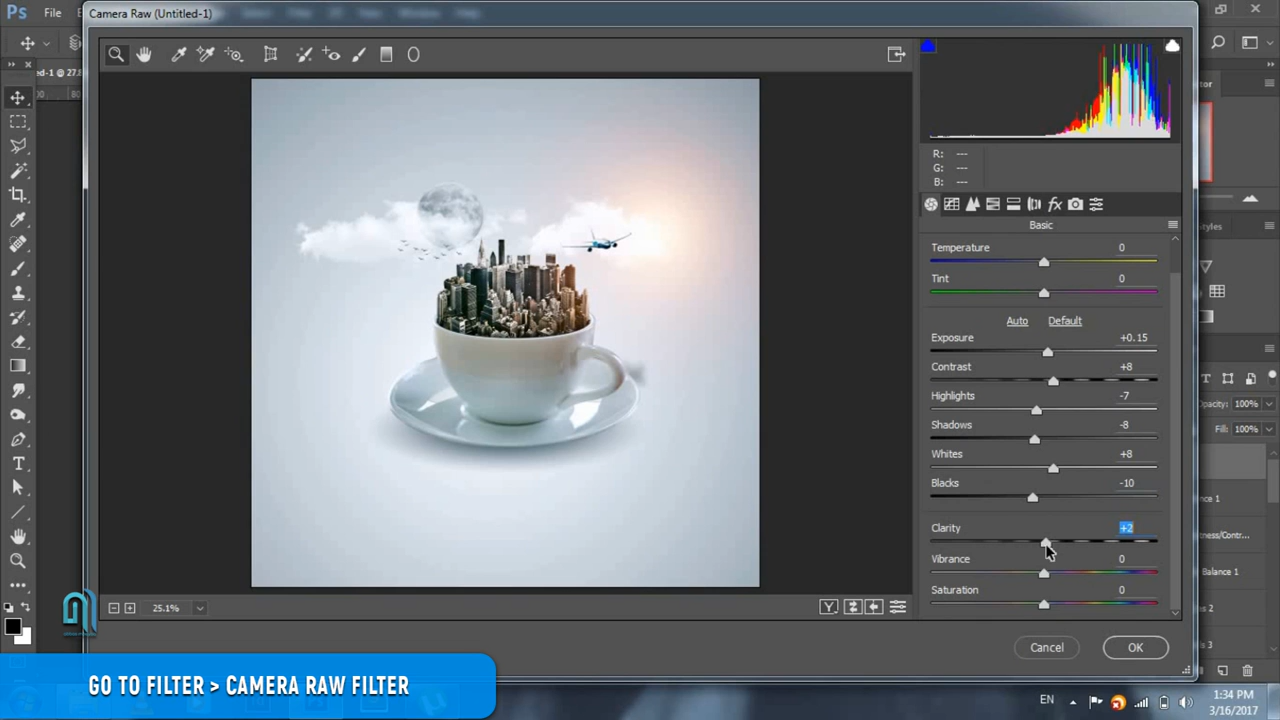 Ps File
Camera Raw (Untitled-1)
R: ---
G: ---
B: ---
Basic
Temperature 0
Tint 0
Auto Default
Exposure +0.15
Contrast +8
Highlights -7
Shadows -8
Whites +8
Blacks -10
Clarity +2
Vibrance 0
Saturation 0
25.1%
Cancel OK
Opacity: 100%
Fill: 100%
GO TO FILTER > CAMERA RAW FILTER
EN
1:34 PM
3/16/2017